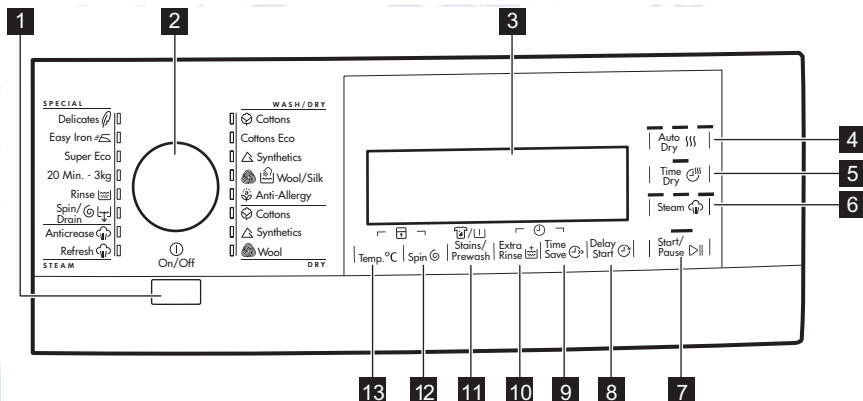 1
2
3
SPECIAL
Delicates
Easy Iron
Super Eco
20 Min. - 3kg
Rinse
Spin/
Drain
Anticrease
Refresh
STEAM
On/Off
WASH/DRY
Cottons
Cottons Eco
Synthetics
Wool/Silk
Anti-Allergy
Cottons
Synthetics
Wool
DRY
Auto
Dry
4
Time
Dry
5
Steam
6
Temp.°C
Spin
Stains/
Prewash
Extra
Rinse
Time
Save
Delay
Start
Start/
Pause
13
12
11
10
9
8
7